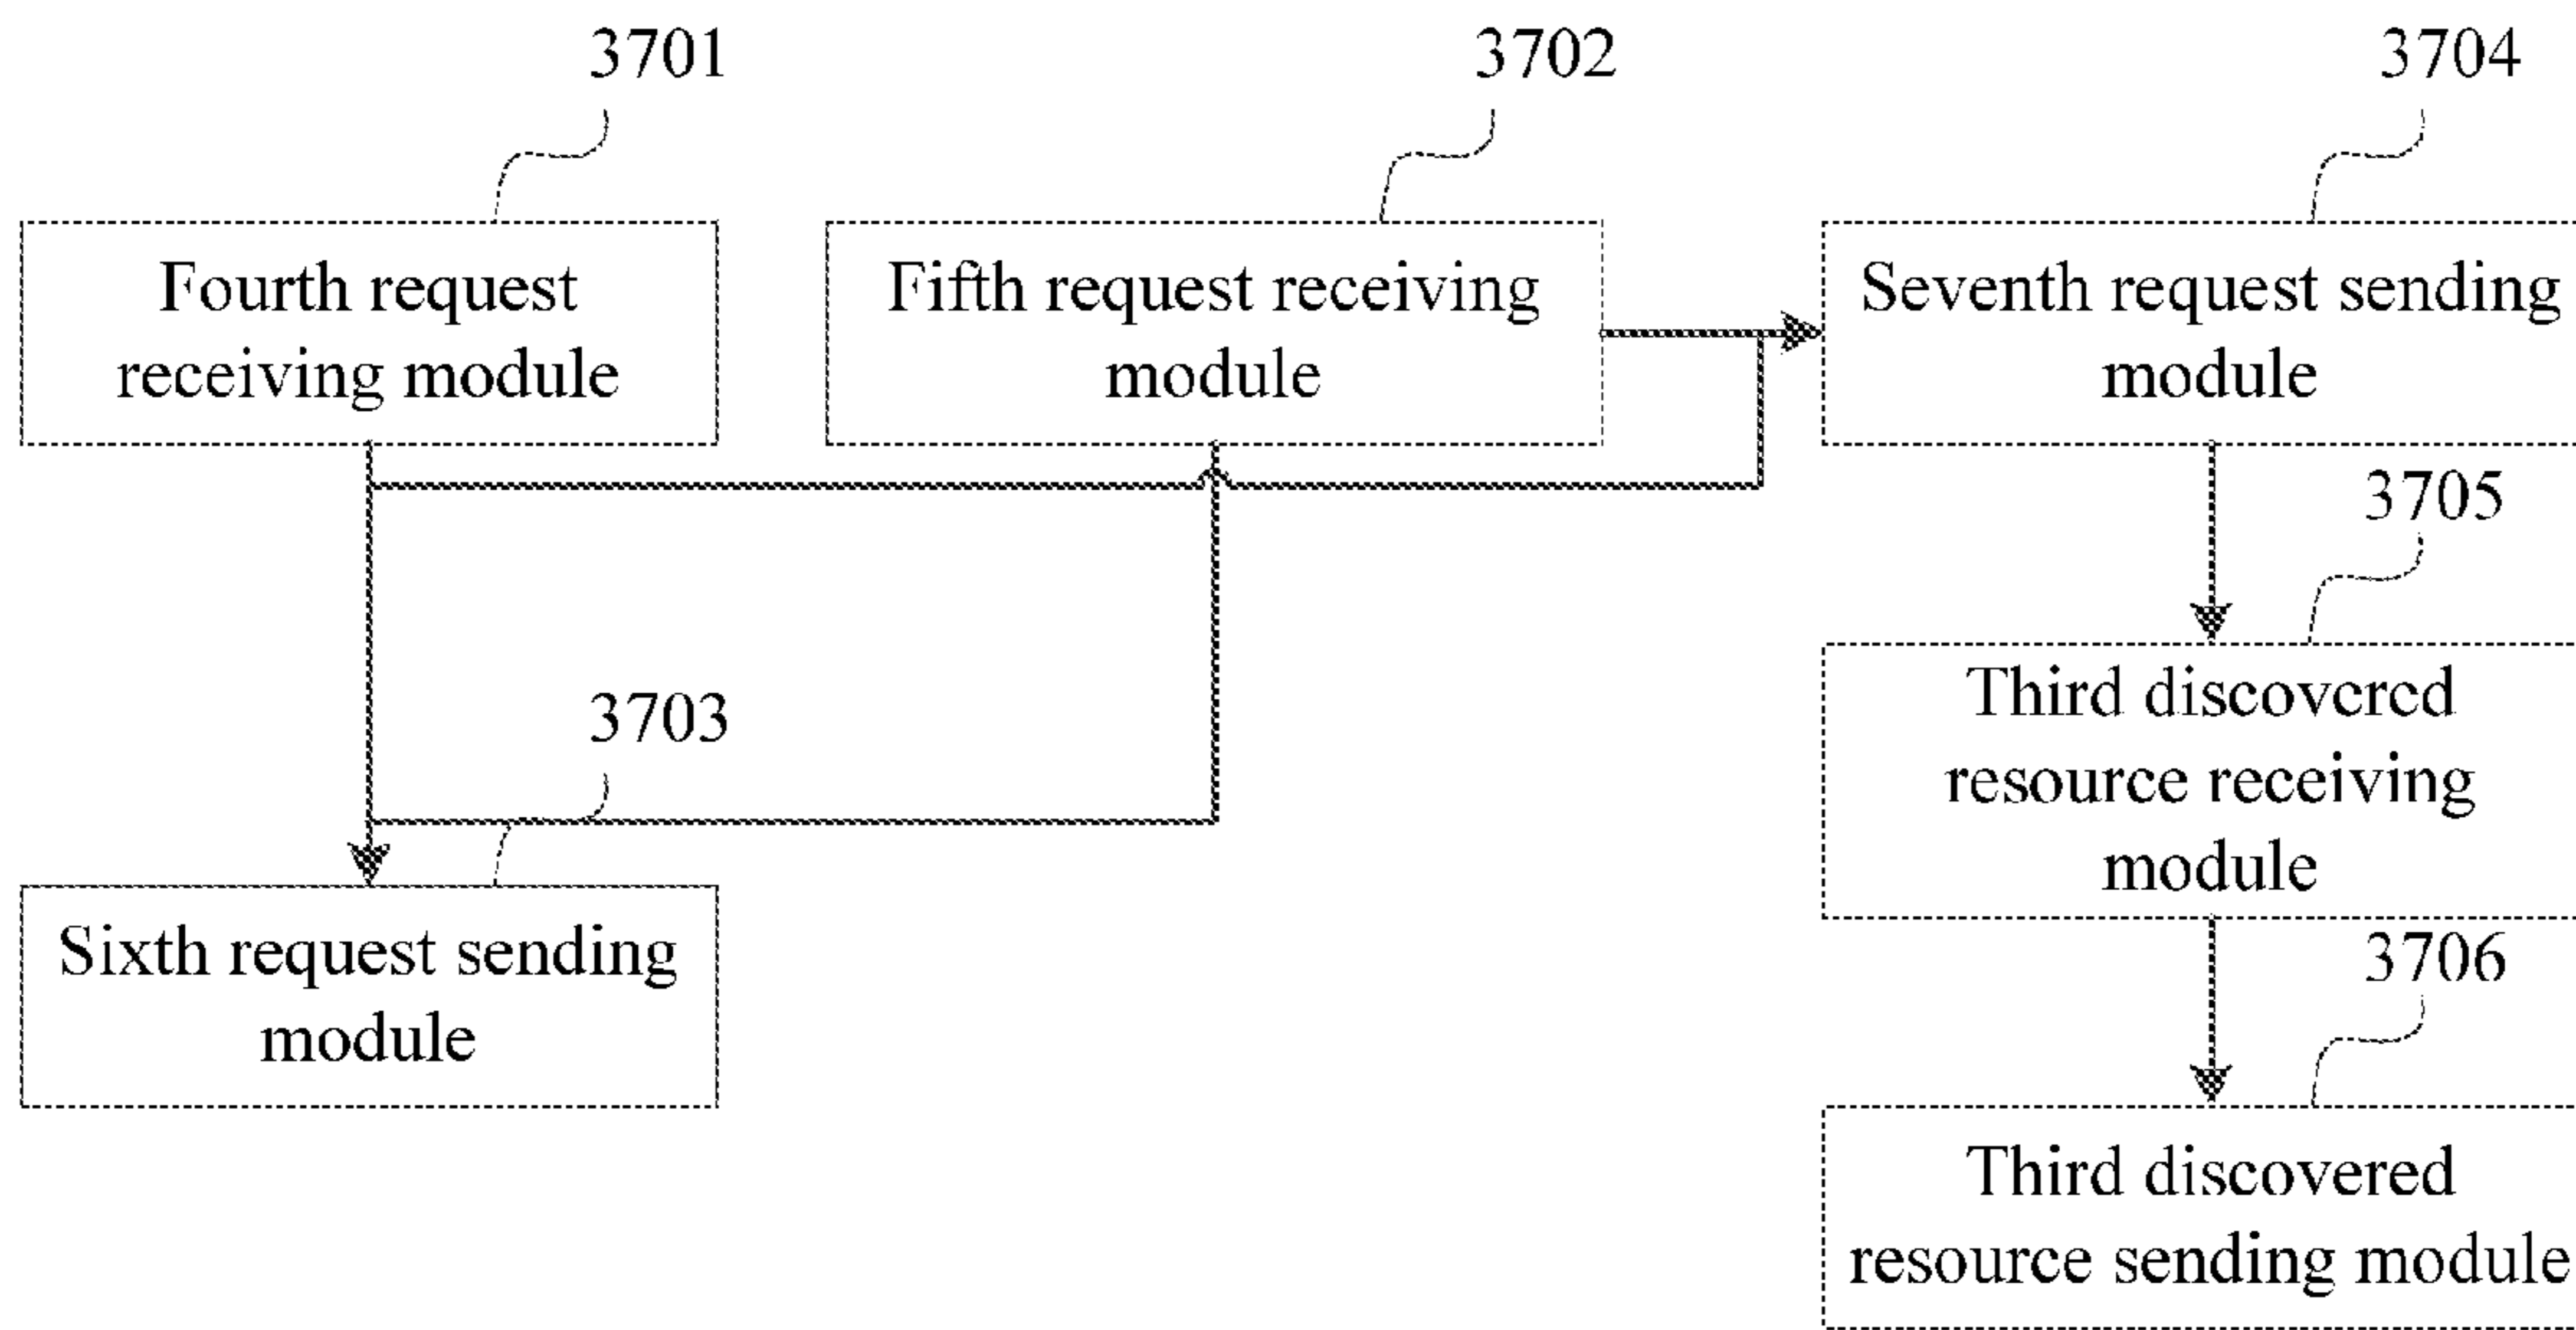 3701
3702
3704
Fourth request
receiving module
Fifth request receiving
module
Seventh request sending
module
3705
Third discovered
resource receiving
module
3703
Sixth request sending
module
3706
Third discovered
resource sending module